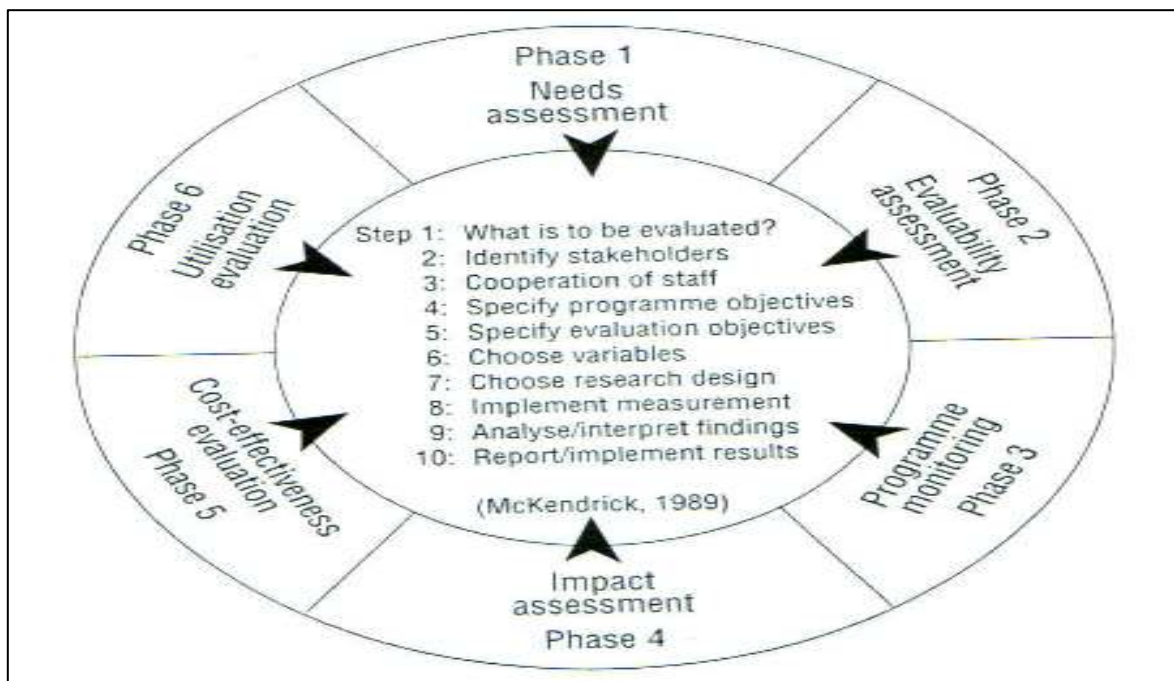 Phase 1
Needs
assessment
Phase 2
Evaluability
assessment
Programme
monitoring
Phase 3
Impact
assessment
Phase 4
Cost-effectiveness
evaluation
Phase 5
Phase 6
Utilisation
evaluation
Step 1: What is to be evaluated?
2: Identify stakeholders
3: Cooperation of staff
4: Specify programme objectives
5: Specify evaluation objectives
6: Choose variables
7: Choose research design
8: Implement measurement
9: Analyse/interpret findings
10: Report/implement results
(McKendrick, 1989)